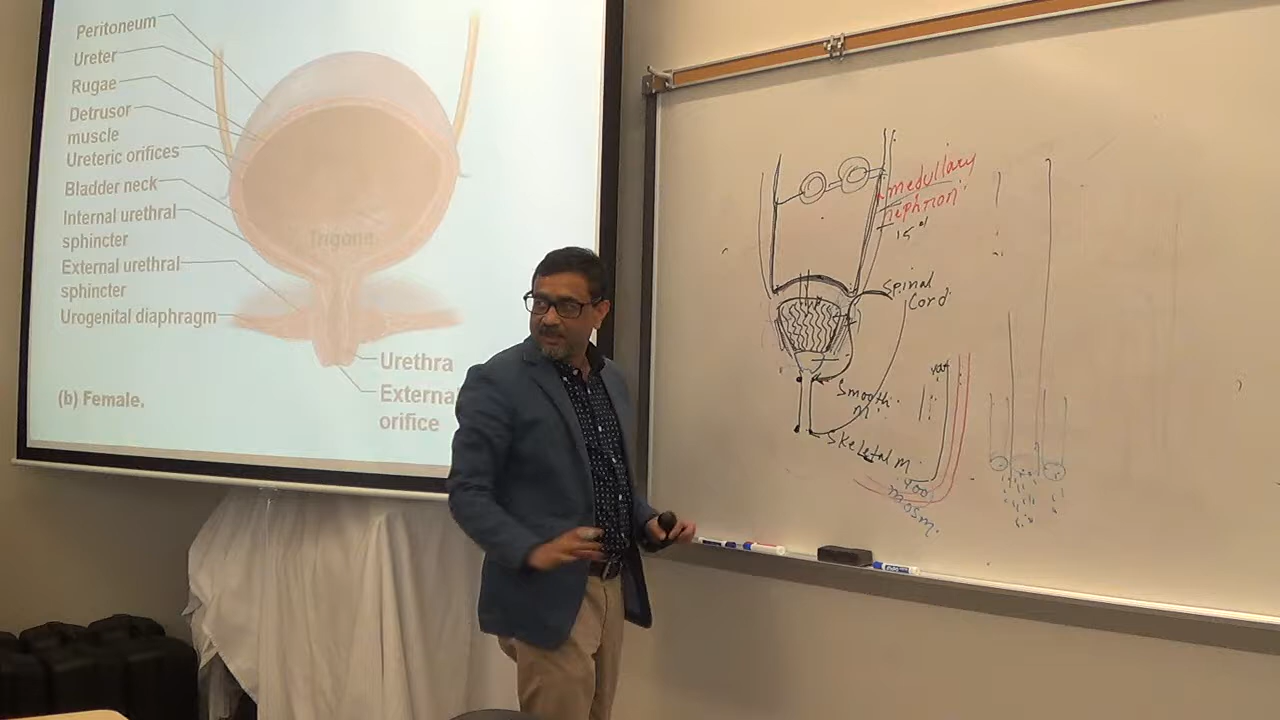 Peritoneum
Ureter
Rugae
Detrusor
muscle
Ureteric orifices
Bladder neck
Internal urethral
sphincter
External urethral
sphincter
Urogenital diaphragm
Trigone
Urethra
External
orifice
(b) Female.
medullary
nephron
Spinal
Cord
Smooth
m
Skeletal m.